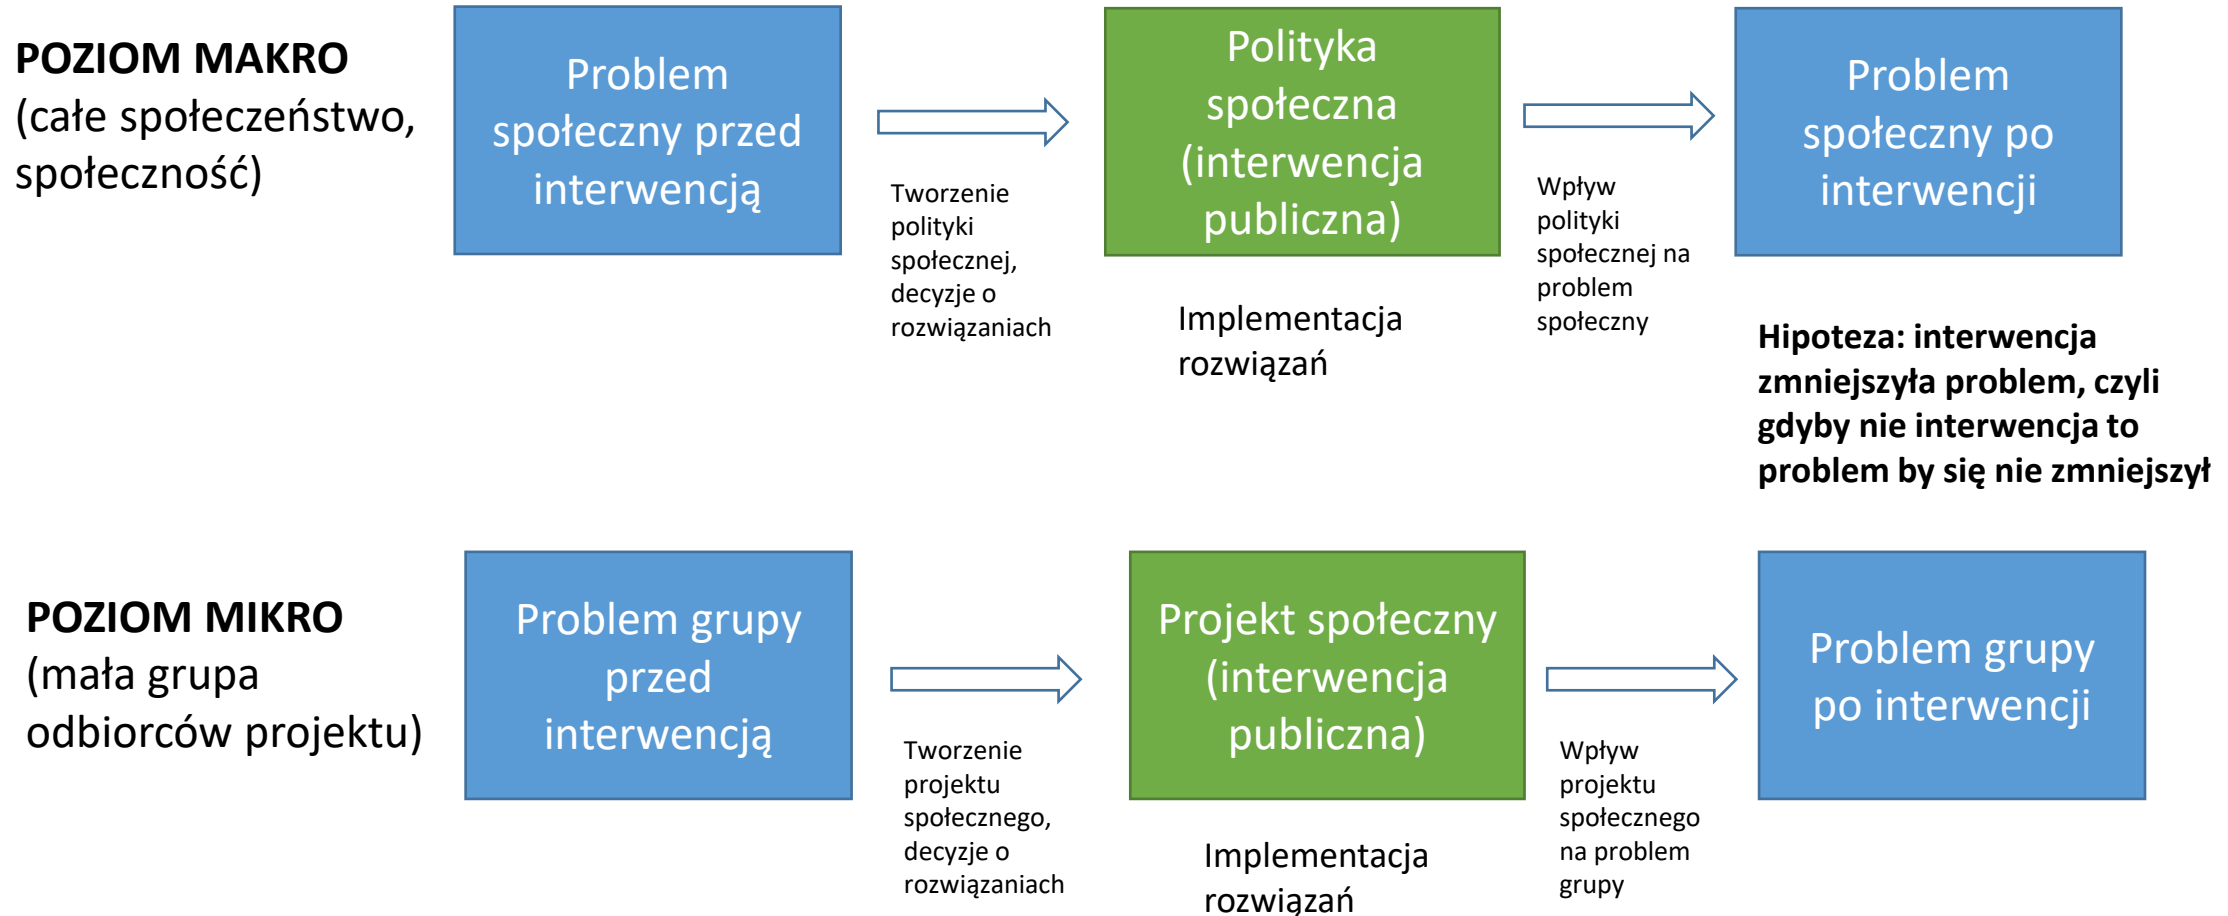 POZIOM MAKRO
(całe społeczeństwo,
społeczność)
Problem
społeczny przed
interwencją
Tworzenie
polityki
społecznej,
decyzje o
rozwiązaniach
Polityka
społeczna
(interwencja
publiczna)
Implementacja
rozwiązań
Wpływ
polityki
społecznej na
problem
społeczny
Problem
społeczny po
interwencji
Hipoteza: interwencja
zmniejszyła problem, czyli
gdyby nie interwencja to
problem by się nie zmniejszył
POZIOM MIKRO
(mała grupa
odbiorców projektu)
Problem grupy
przed
interwencją
Tworzenie
projektu
społecznego,
decyzje o
rozwiązaniach
Projekt społeczny
(interwencja
publiczna)
Implementacja
rozwiązań
Wpływ
projektu
społecznego
na problem
grupy
Problem grupy
po interwencji